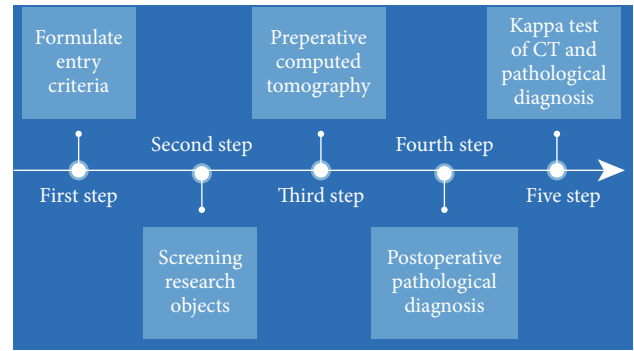 Formulate
entry
criteria
First step
Second step
Screening
research
objects
Preperative
computed
tomography
Third step
Fourth step
Postoperative
pathological
diagnosis
Kappa test
of CT and
pathological
diagnosis
Five step